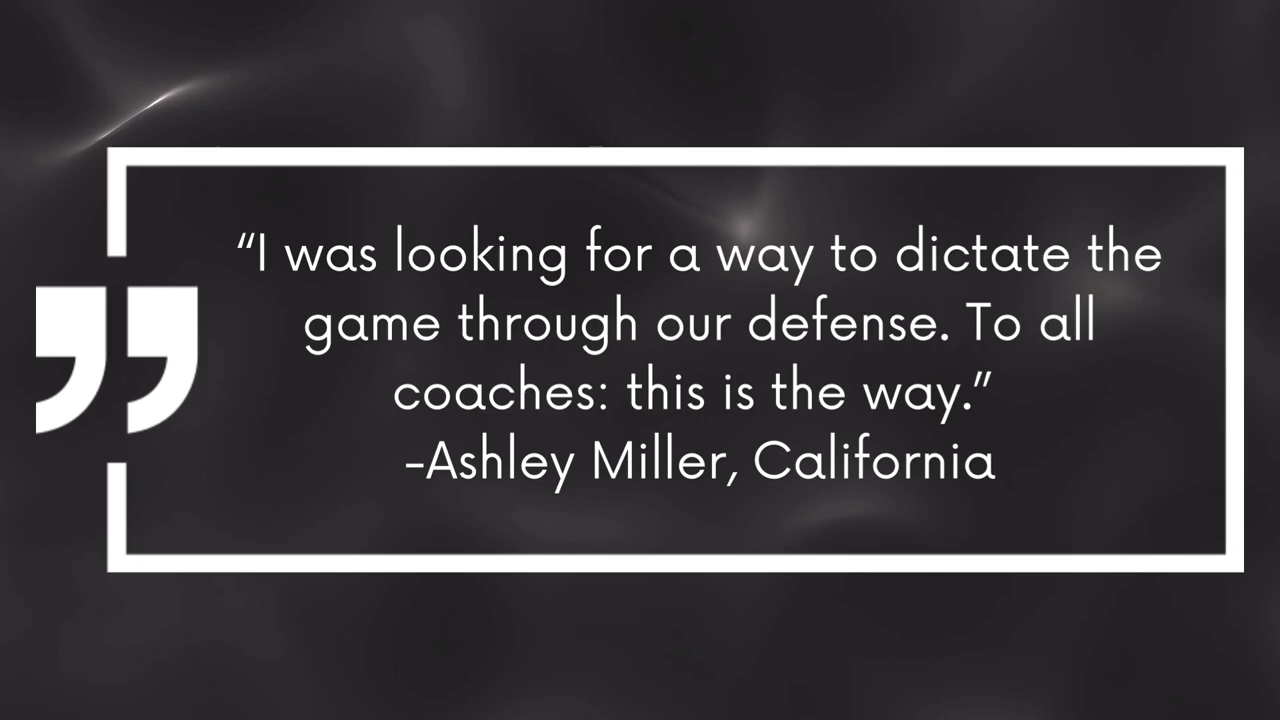 “I was looking for a way to dictate the
game through our defense. To all
coaches: this is the way.”
-Ashley Miller, California